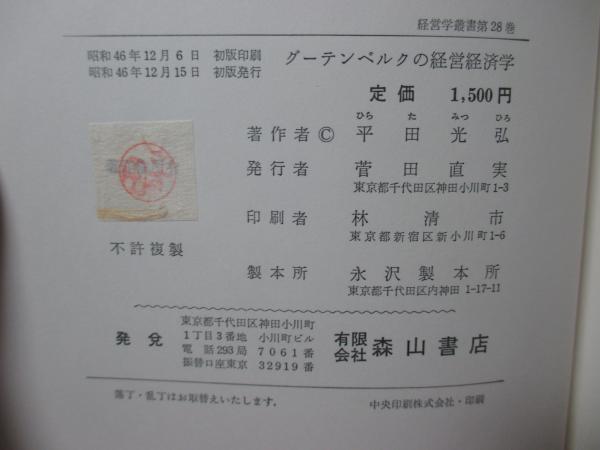 経営学叢書第28巻
昭和46年12月6日 初版印刷
昭和46年12月15日 初版発行
グーテンベルクの経営経済学
定価 1,500円
ひら た みつ ひろ
著作者 © 平田光弘
発行者 菅田直実
東京都千代田区神田小川町1-3
印刷者 林清市
東京都新宿区新小川町1-6
製本所 永沢製本所
東京都千代田区内神田1-17-11
不許複製
発兌
東京都千代田区神田小川町
1丁目3番地 小川町ビル
電話293局 7061番
振替口座東京 32919番
有限会社 森山書店
落丁・乱丁はお取替えいたします。
中央印刷株式会社・印刷